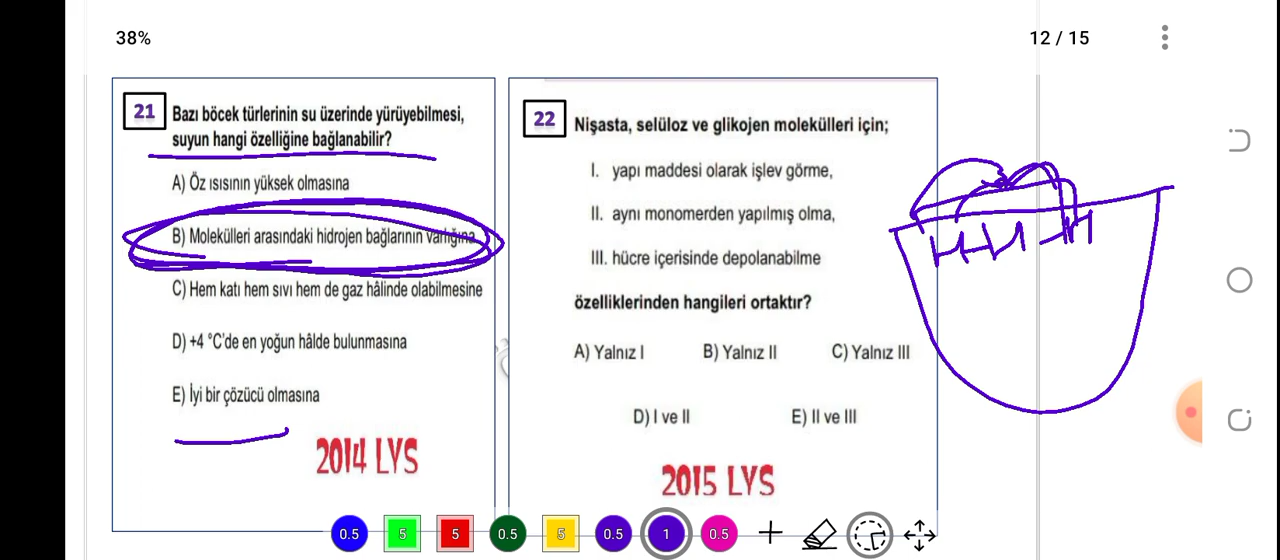 38%
12 / 15
21
Bazı böcek türlerinin su üzerinde yürüyebilmesi,
suyun hangi özelliğine bağlanabilir?
A) Öz ısısının yüksek olmasına
B) Molekülleri arasındaki hidrojen bağlarının varlığına
C) Hem katı hem sıvı hem de gaz hâlinde olabilmesine
D) +4 °C'de en yoğun hâlde bulunmasına
E) İyi bir çözücü olmasına
2014 LYS
22
Nişasta, selüloz ve glikojen molekülleri için;
I. yapı maddesi olarak işlev görme,
II. aynı monomerden yapılmış olma,
III. hücre içerisinde depolanabilme
özelliklerinden hangileri ortaktır?
A) Yalnız I B) Yalnız II C) Yalnız III
D) I ve II E) II ve III
2015 LYS
0.5 5 5 0.5 5 0.5 1 0.5